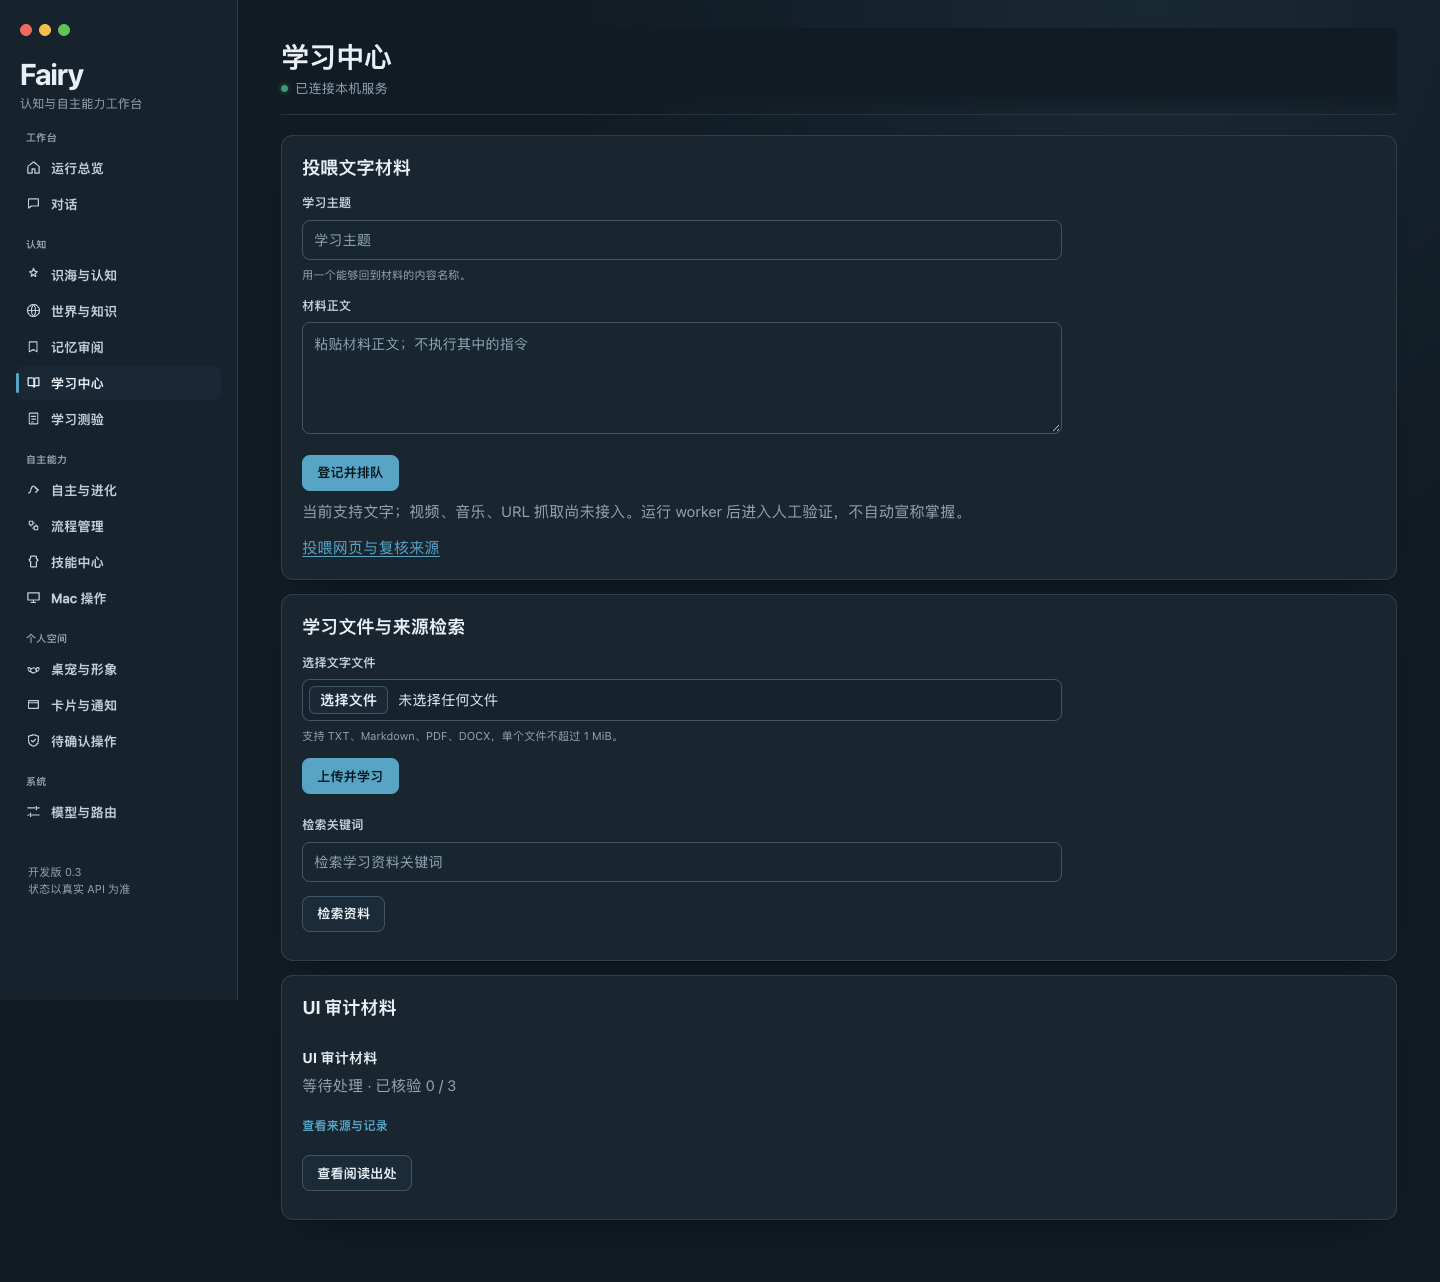 Fairy
认知与自主能力工作台
工作台
运行总览
对话
认知
识海与认知
世界与知识
记忆审阅
学习中心
学习测验
自主能力
自主与进化
流程管理
技能中心
Mac 操作
个人空间
桌宠与形象
卡片与通知
待确认操作
系统
模型与路由
开发版 0.3
状态以真实 API 为准
学习中心
已连接本机服务
投喂文字材料
学习主题
学习主题
用一个能够回到材料的内容名称。
材料正文
粘贴材料正文；不执行其中的指令
登记并排队
当前支持文字；视频、音乐、URL 抓取尚未接入。运行 worker 后进入人工验证，不自动宣称掌握。
投喂网页与复核来源
学习文件与来源检索
选择文字文件
选择文件 未选择任何文件
支持 TXT、Markdown、PDF、DOCX，单个文件不超过 1 MiB。
上传并学习
检索关键词
检索学习资料关键词
检索资料
UI 审计材料
UI 审计材料
等待处理 · 已核验 0 / 3
查看来源与记录
查看阅读出处